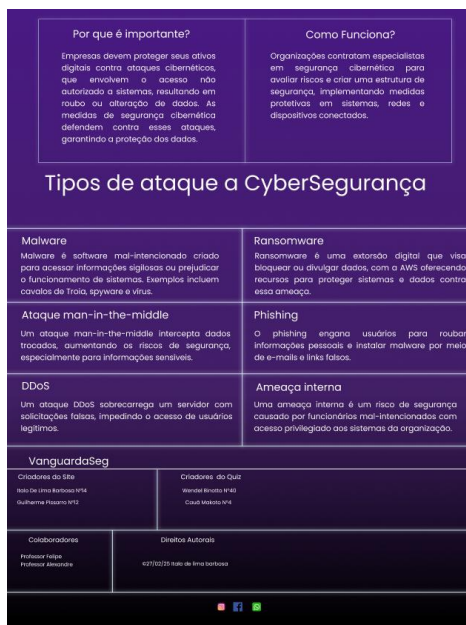 Por que é importante?
Empresas devem proteger seus ativos
digitais contra ataques cibernéticos,
que envolvem o acesso não
autorizado a sistemas, resultando em
roubo ou alteração de dados. As
medidas de segurança cibernética
defendem contra esses ataques,
garantindo a proteção dos dados.
Como Funciona?
Organizações contratam especialistas
em segurança cibernética para
avaliar riscos e criar uma estrutura de
segurança, implementando medidas
protetivas em sistemas, redes e
dispositivos conectados.
Tipos de ataque a CyberSegurança
Malware
Malware é software mal-intencionado criado
para acessar informações sigilosas ou prejudicar
o funcionamento de sistemas. Exemplos incluem
cavalos de Troia, spyware e vírus.
Ransomware
Ransomware é uma extorsão digital que visa
bloquear ou divulgar dados, com a AWS oferecendo
recursos para proteger sistemas e dados contra
essa ameaça.
Ataque man-in-the-middle
Um ataque man-in-the-middle intercepta dados
trocados, aumentando os riscos de segurança,
especialmente para informações sensíveis.
Phishing
O phishing engana usuários para roubar
informações pessoais e instalar malware por meio
de e-mails e links falsos.
DDoS
Um ataque DDoS sobrecarrega um servidor com
solicitações falsas, impedindo o acesso de usuários
legítimos.
Ameaça interna
Uma ameaça interna é um risco de segurança
causado por funcionários mal-intencionados com
acesso privilegiado aos sistemas da organização.
VanguardaSeg
Criadores do Site
Italo De Lima Barbosa Nº14
Guilherme Pissarro Nº12
Criadores do Quiz
Wendel Rinotto Nº40
Cauã Makoto Nº4
Colaboradores
Professor Felipe
Professor Alexandre
Direitos Autorais
©27/02/25 Italo de lima barbosa